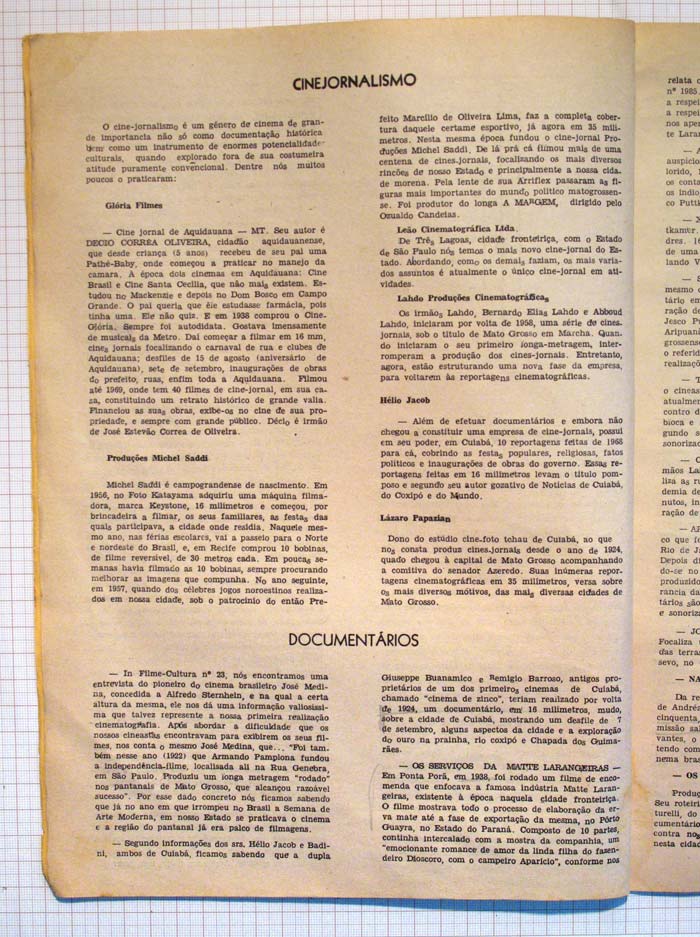 CINEJORNALISMO
O cine-jornalismo é um gênero de cinema de gran-
de importancia não só como documentação histórica
bem como um instrumento de enormes potencialidade
culturais, quando explorado fora de sua costumeira
atitude puramente convencional. Dentre nós muitos
poucos o praticaram:
Glória Filmes
— Cine jornal de Aquidauana — MT. Seu autor é
DECIO CORRÊA OLIVEIRA, cidadão aquidauanense,
que desde criança (5 anos) recebeu de seu pai uma
Pathé-Baby, onde começou a praticar no manejo da
camara. A época dois cinemas em Aquidauana: Cine
Brasil e Cine Santa Cecilia, que não mais existem. Es-
tudou no Mackenzie e depois no Dom Bosco em Campo
Grande. O pai queria que êle estudasse farmácia, pois
tinha uma. Ele não quiz. E em 1938 comprou o Cine-
Glória. Sempre foi autodidata. Gostava imensamente
de musicais da Metro. Daí começar a filmar em 16 mm,
cines jornais focalizando o carnaval de rua e clubes de
Aquidauana; desfiles de 15 de agosto (aniversário de
Aquidauana), sete de setembro, inaugurações de obras
do prefeito, ruas, enfim toda a Aquidauana. Filmou
até 1969, onde tem 40 filmes de cine-jornal, em sua ca-
sa, constituindo um retrato histórico de grande valia.
Financiou as suas obras, exibe-os no cine de sua pro-
priedade, e sempre com grande público. Décio é irmão
de José Estevão Correa de Oliveira.
Produções Michel Saddi
Michel Saddi é campograndense de nascimento. Em
1956, no Foto Katayama adquiriu uma máquina filma-
dora, marca Keystone, 16 milimetros e começou, por
brincadeira a filmar, os seus familiares, as festas das
quais participava, a cidade onde residia. Naquele mes-
mo ano, nas férias escolares, vai a passeio para o Norte
e nordeste do Brasil, e, em Recife comprou 10 bobinas,
de filme reversível, de 30 metros cada. Em poucas se-
manas havia filmado as 10 bobinas, sempre procurando
melhorar as imagens que compunha. No ano seguinte,
em 1957, quando dos célebres jogos noroestinos realiza-
dos em nossa cidade, sob o patrocinio do então Pre-
feito Marcilio de Oliveira Lima, faz a completa cober-
tura daquele certame esportivo, já agora em 35 mili-
metros. Nesta mesma época fundou o cine-jornal Pro-
duções Michel Saddi. De lá prá cá filmou mais de uma
centena de cines-jornais, focalizando os mais diversos
rincões de nosso Estado e principalmente a nossa cida-
de morena. Pela lente de sua Arriflex passaram as fi-
guras mais importantes do mundo politico matogrossen-
se. Foi produtor do longa A MARGEM, dirigido pelo
Ozualdo Candeias.
Leão Cinematográfica Ltda.
De Três Lagoas, cidade fronteiriça, com o Estado
de São Paulo nós temos o mais novo cine-jornal do Es-
tado. Abordando, como os demais faziam, os mais varia-
dos assuntos é atualmente o único cine-jornal em ati-
vidades.
Lahdo Produções Cinematográficas
Os irmãos Lahdo, Bernardo Elias Lahdo e Abboud
Lahdo, iniciaram por volta de 1958, uma série de cines-
jornais, sob o titulo de Mato Grosso em Marcha. Quan-
do iniciaram o seu primeiro longa-metragem, inter-
romperam a produção dos cines-jornais. Entretanto,
agora, estão estruturando uma nova fase da empresa,
para voltarem às reportagens cinematográficas.
Hélio Jacob
— Além de efetuar documentários e embora não
chegou a constituir uma empresa de cine-jornais, possui
em seu poder, em Cuiabá, 10 reportagens feitas de 1968
para cá, cobrindo as festas populares, religiosas, fatos
politicos e inaugurações de obras do governo. Essas re-
portagens feitas em 16 milimetros levam o título pom-
poso e segundo seu autor gozativo de Noticias de Cuiabá,
do Coxipó e do Mundo.
Lázaro Papazian
Dono do estúdio cine-foto tchau de Cuiabá, ao que
nos consta produz cines-jornais desde o ano de 1924,
quado chegou à capital de Mato Grosso acompanhando
a comitiva do senador Azeredo. Suas inúmeras repor-
tagens cinematográficas em 35 milimetros, versa sobre
os mais diversos mótivos, das mais diversas cidades de
Mato Grosso.
DOCUMENTÁRIOS
— In Filme-Cultura nº 23, nós encontramos uma
entrevista do pioneiro do cinema brasileiro José Medi-
na, concedida a Alfredo Sternheim, e na qual a certa
altura da mesma, ele nos dá uma informação valiosissi-
ma que talvez represente a nossa primeira realização
cinematográfia. Após abordar a dificuldade que os
nossos cineastas encontravam para exibirem os seus fil-
mes, nos conta o mesmo José Medina, que... "Foi tam-
bém nesse ano (1922) que Armando Pamplona fundou
a independência-filme, localisada ali na Rua Genebra,
em São Paulo. Produziu um longa metragem "rodado"
nos pantanais de Mato Grosso, que alcançou razoável
sucesso". Por esse dado concreto nós ficamos sabendo
que já no ano em que irrompeu no Brasil a Semana de
Arte Moderna, em nosso Estado se praticava o cinema
e a região do pantanal já era palco de filmagens.
— Segundo informações dos srs. Hélio Jacob e Badi-
ni, ambos de Cuiabá, ficamos sabendo que a dupla
Giuseppe Buanamico e Remigio Barroso, antigos pro-
prietários de um dos primeiros cinemas de Cuiabá,
chamado "cinema de zinco", teriam realizado por volta
de 1924, um documentário, em 16 milimetros, mudo,
sobre a cidade de Cuiabá, mostrando um desfile de 7
de setembro, alguns aspectos da cidade e a exploração
do ouro na prainha, rio coxipó e Chapada dos Guima-
rães.
— OS SERVIÇOS DA MATTE LARANGEIRAS —
Em Ponta Porã, em 1938, foi rodado um filme de enco-
menda que enfocava a famosa indústria Matte Laran-
geiras, existente à época naquela cidade fronteiriça.
O filme mostrava todo o processo de elaboração da er-
va mate até a fase de exportação da mesma, no Pôrto
Guayra, no Estado do Paraná. Composto de 10 partes,
continha intercalado com a mostra da companhia, um
"emocionante romance de amor da linda filha do fazen-
deiro Dioscoro, com o campeiro Aparicio", conforme nos
relata
nº 1985
a respei
a respei
nos aper
te Laran